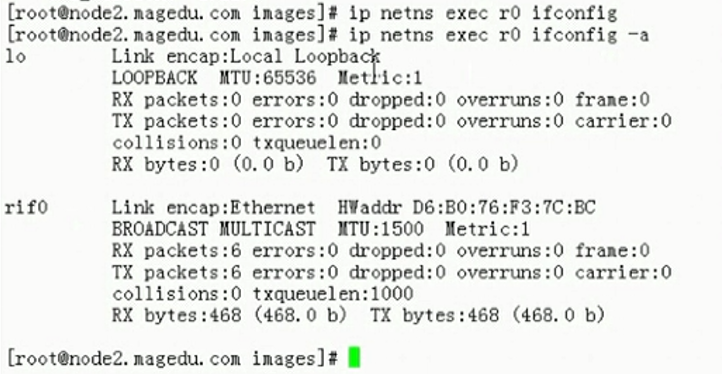 [root@node2.magedu.com images]# ip netns exec r0 ifconfig
[root@node2.magedu.com images]# ip netns exec r0 ifconfig -a
lo Link encap:Local Loopback
LOOPBACK MTU:65536 Metric:1
RX packets:0 errors:0 dropped:0 overruns:0 frame:0
TX packets:0 errors:0 dropped:0 overruns:0 carrier:0
collisions:0 txqueuelen:0
RX bytes:0 (0.0 b) TX bytes:0 (0.0 b)
rif0 Link encap:Ethernet HWaddr D6:B0:76:F3:7C:BC
BROADCAST MULTICAST MTU:1500 Metric:1
RX packets:6 errors:0 dropped:0 overruns:0 frame:0
TX packets:6 errors:0 dropped:0 overruns:0 carrier:0
collisions:0 txqueuelen:1000
RX bytes:468 (468.0 b) TX bytes:468 (468.0 b)
[root@node2.magedu.com images]#